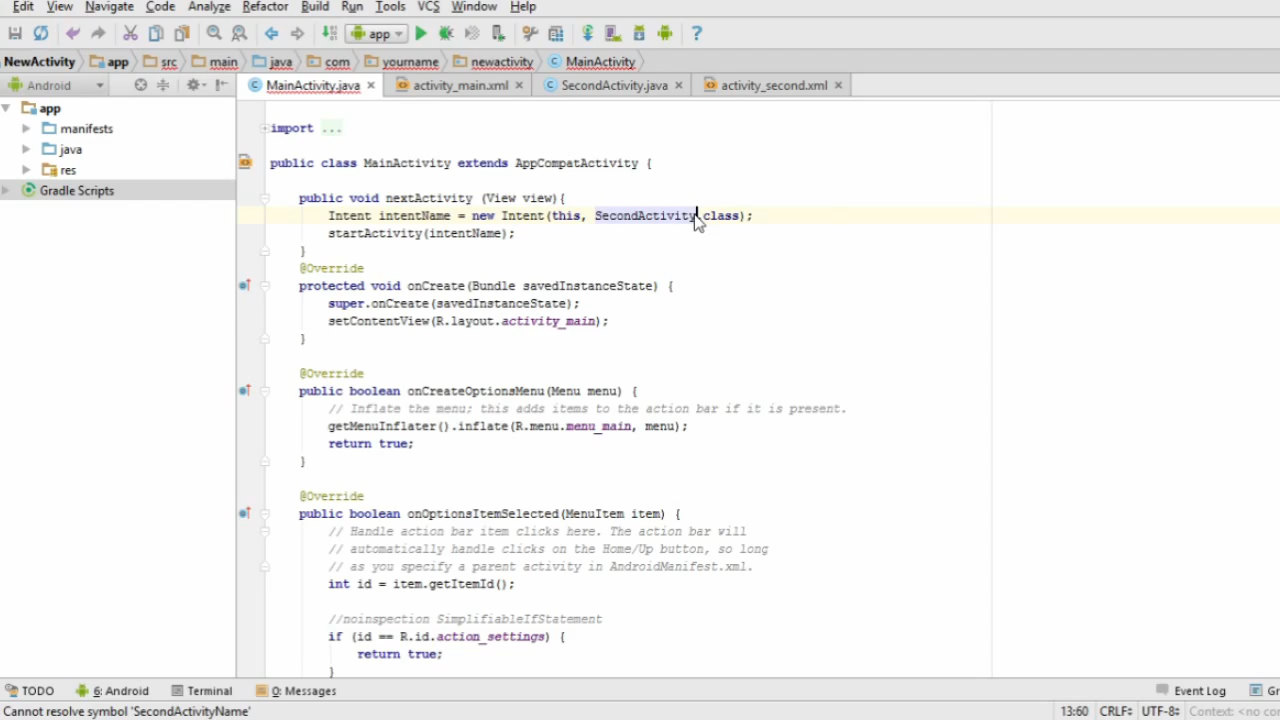 Edit View Navigate Code Analyze Refactor Build Run Tools VCS Window Help
app ?
NewActivity app src main java com yourname newactivity MainActivity
Android MainActivity.java activity_main.xml SecondActivity.java activity_second.xml
app
manifests
java
res
Gradle Scripts
import ...
public class MainActivity extends AppCompatActivity {
public void nextActivity (View view){
Intent intentName = new Intent(this, SecondActivity.class);
startActivity(intentName);
}
@Override
protected void onCreate(Bundle savedInstanceState) {
super.onCreate(savedInstanceState);
setContentView(R.layout.activity_main);
}
@Override
public boolean onCreateOptionsMenu(Menu menu) {
// Inflate the menu; this adds items to the action bar if it is present.
getMenuInflater().inflate(R.menu.menu_main, menu);
return true;
}
@Override
public boolean onOptionsItemSelected(MenuItem item) {
// Handle action bar item clicks here. The action bar will
// automatically handle clicks on the Home/Up button, so long
// as you specify a parent activity in AndroidManifest.xml.
int id = item.getItemId();
//noinspection SimplifiableIfStatement
if (id == R.id.action_settings) {
return true;
}
TODO 6: Android Terminal 0: Messages Event Log Gr
Cannot resolve symbol 'SecondActivityName' 13:60 CRLF UTF-8 Context: <no co